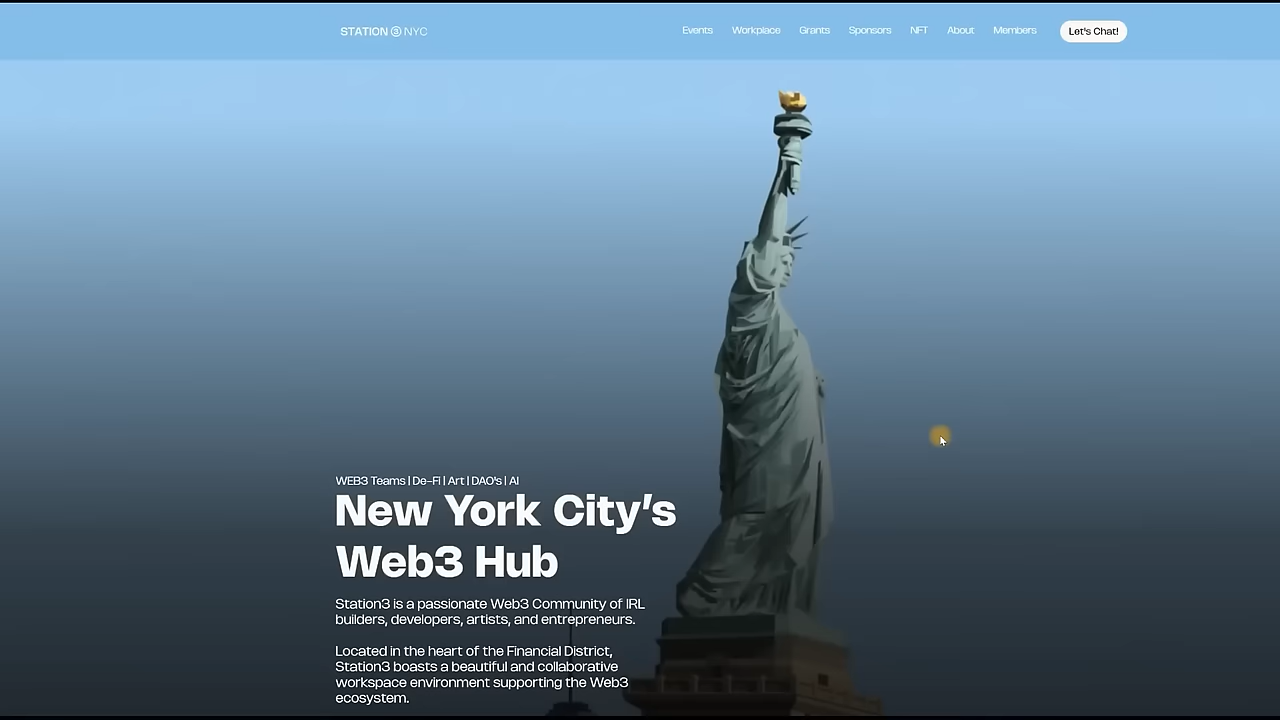 STATION ③ NYC
Events Workplace Grants Sponsors NFT About Members Let's Chat!
WEB3 Teams | De-Fi | Art | DAO's | AI
New York City's
Web3 Hub
Station3 is a passionate Web3 Community of IRL
builders, developers, artists, and entrepreneurs.
Located in the heart of the Financial District,
Station3 boasts a beautiful and collaborative
workspace environment supporting the Web3
ecosystem.